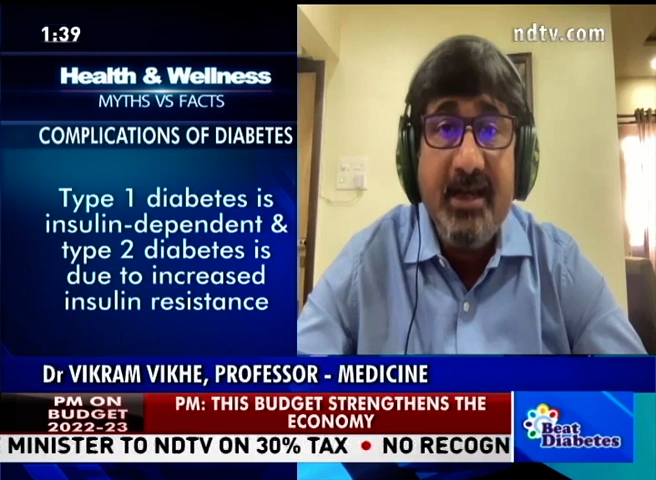 1:39
ndtv.com
Health & Wellness
MYTHS VS FACTS
COMPLICATIONS OF DIABETES
Type 1 diabetes is
insulin-dependent &
type 2 diabetes is
due to increased
insulin resistance
Dr VIKRAM VIKHE, PROFESSOR - MEDICINE
PM ON
BUDGET
2022-23
PM: THIS BUDGET STRENGTHENS THE
ECONOMY
Beat
Diabetes
E MINISTER TO NDTV ON 30% TAX • NO RECOGN